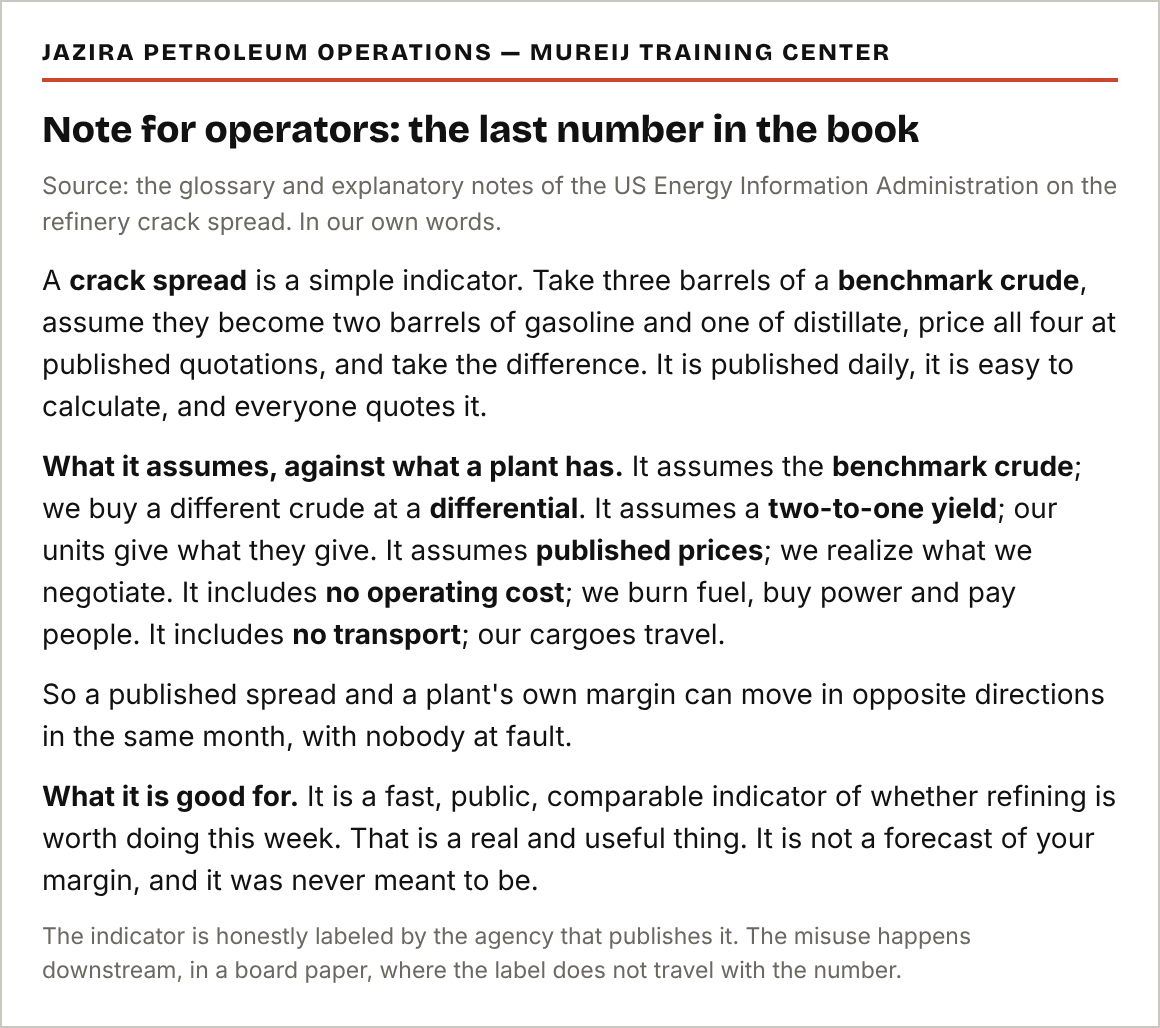 JAZIRA PETROLEUM OPERATIONS — MUREIJ TRAINING CENTER
Note for operators: the last number in the book
Source: the glossary and explanatory notes of the US Energy Information Administration on the
refinery crack spread. In our own words.
A crack spread is a simple indicator. Take three barrels of a benchmark crude,
assume they become two barrels of gasoline and one of distillate, price all four at
published quotations, and take the difference. It is published daily, it is easy to
calculate, and everyone quotes it.
What it assumes, against what a plant has. It assumes the benchmark crude;
we buy a different crude at a differential. It assumes a two-to-one yield; our
units give what they give. It assumes published prices; we realize what we
negotiate. It includes no operating cost; we burn fuel, buy power and pay
people. It includes no transport; our cargoes travel.
So a published spread and a plant's own margin can move in opposite directions
in the same month, with nobody at fault.
What it is good for. It is a fast, public, comparable indicator of whether refining is
worth doing this week. That is a real and useful thing. It is not a forecast of your
margin, and it was never meant to be.
The indicator is honestly labeled by the agency that publishes it. The misuse happens
downstream, in a board paper, where the label does not travel with the number.